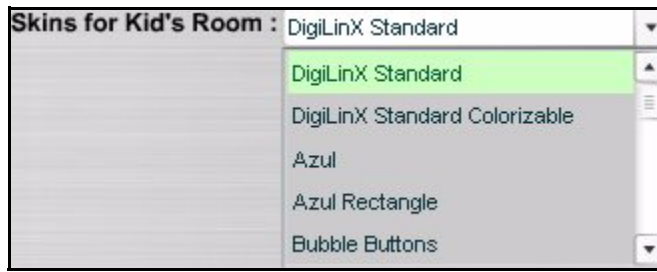 Skins for Kid's Room : DigiLinX Standard
DigiLinX Standard
DigiLinX Standard Colorizable
Azul
Azul Rectangle
Bubble Buttons